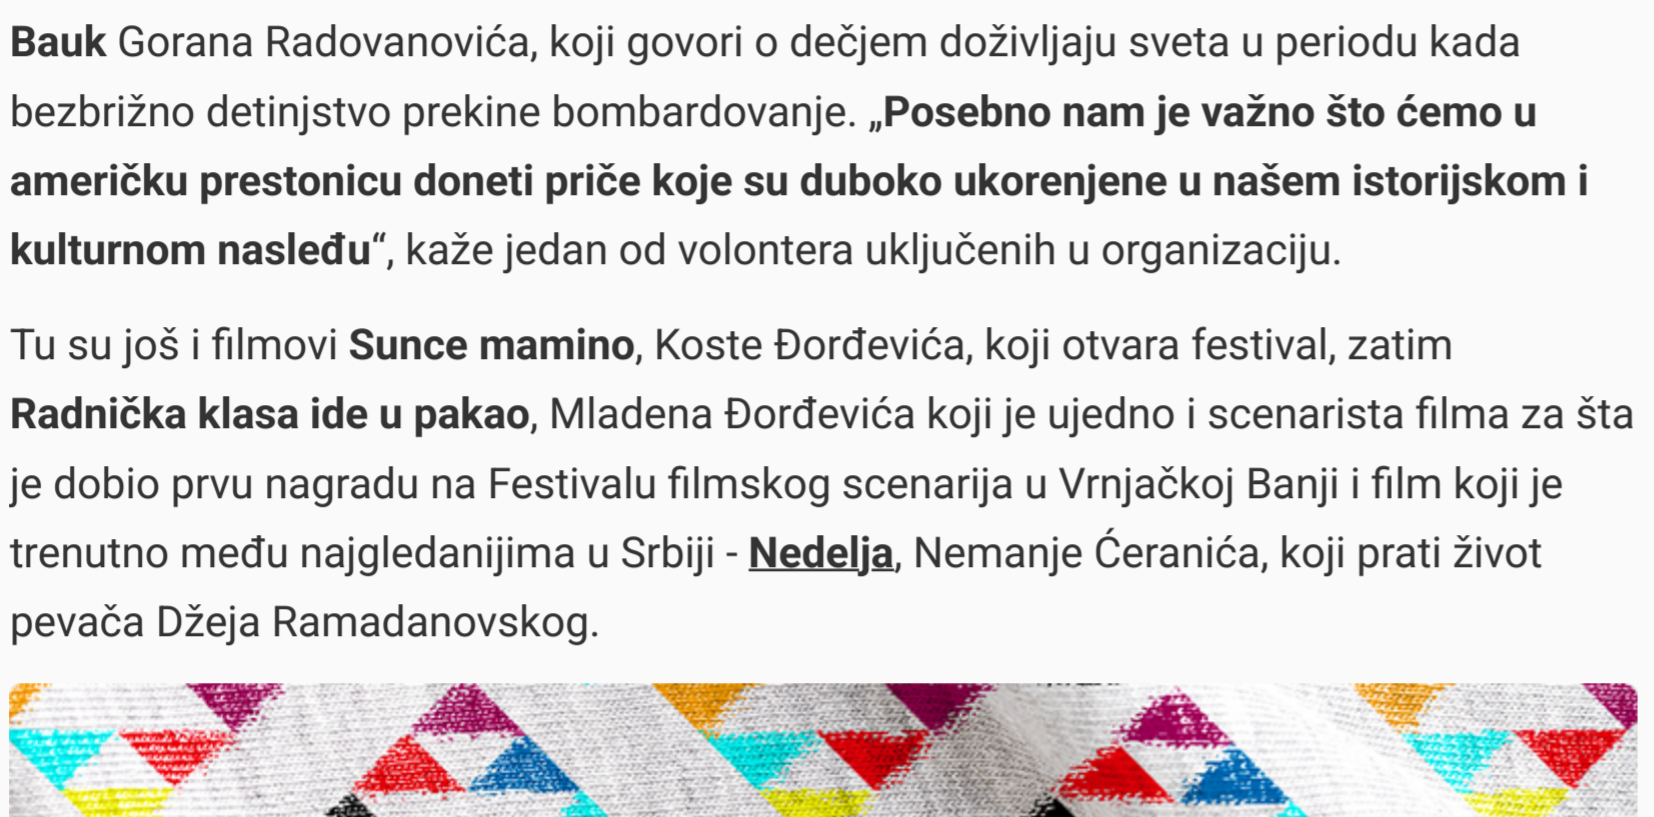 Bauk Gorana Radovanovića, koji govori o dečjem doživljaju sveta u periodu kada
bezbrižno detinjstvo prekine bombardovanje. „Posebno nam je važno što ćemo u
američku prestonicu doneti priče koje su duboko ukorenjene u našem istorijskom i
kulturnom nasleđu“, kaže jedan od volontera uključenih u organizaciju.
Tu su još i filmovi Sunce mamino, Koste Đorđevića, koji otvara festival, zatim
Radnička klasa ide u pakao, Mladena Đorđevića koji je ujedno i scenarista filma za šta
je dobio prvu nagradu na Festivalu filmskog scenarija u Vrnjačkoj Banji i film koji je
trenutno među najgledanijima u Srbiji - Nedelja, Nemanje Ćeranića, koji prati život
pevača Džeja Ramadanovskog.